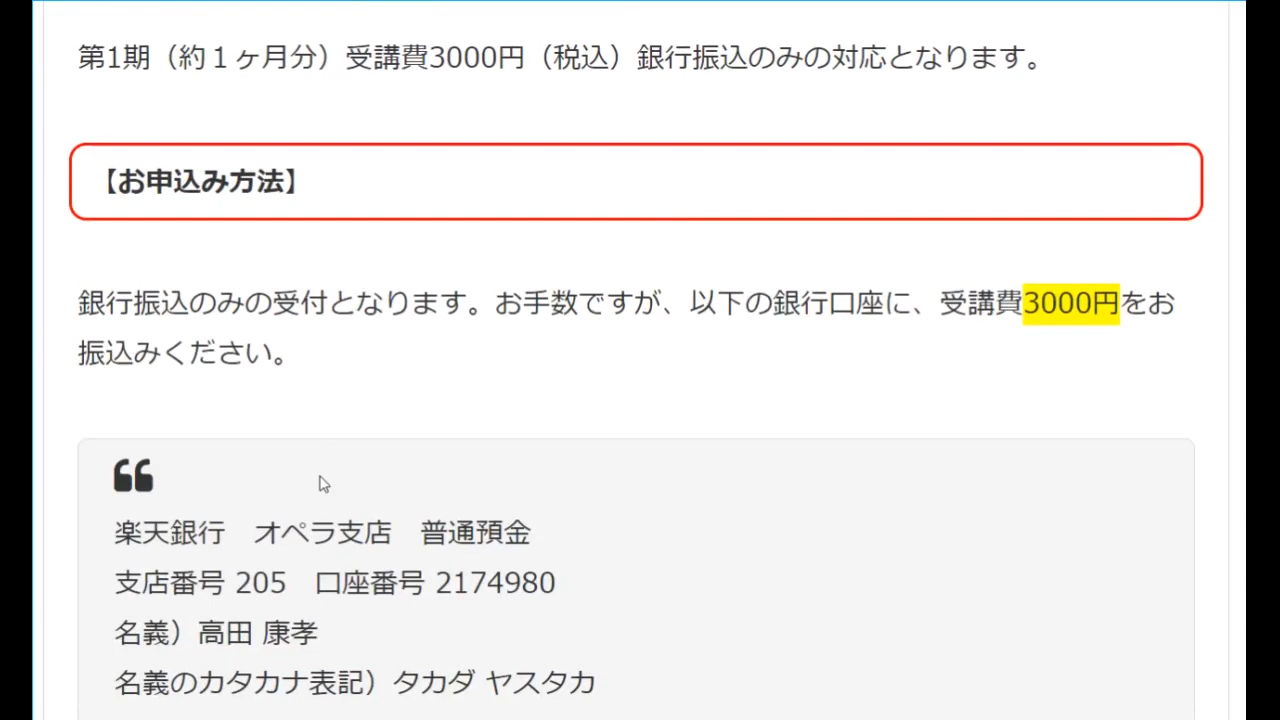 第1期（約１ヶ月分）受講費3000円（税込）銀行振込のみの対応となります。
【お申込み方法】
銀行振込のみの受付となります。お手数ですが、以下の銀行口座に、受講費3000円をお
振込みください。
楽天銀行　オペラ支店　普通預金
支店番号 205　口座番号 2174980
名義）高田 康孝
名義のカタカナ表記）タカダ ヤスタカ